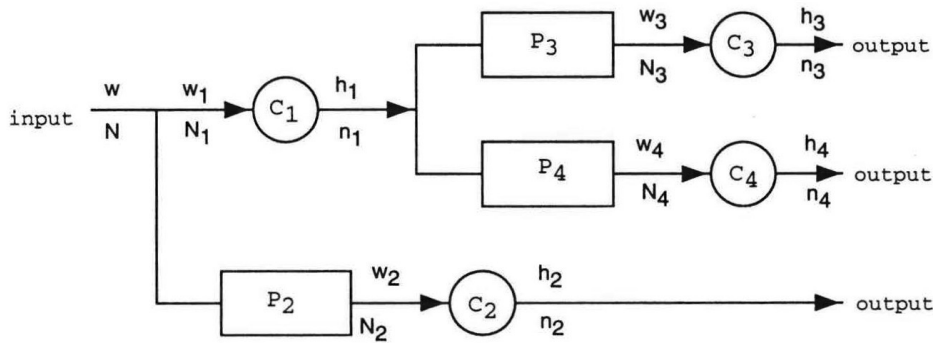 w₃ h₃
P₃ C₃ output
N₃ n₃
w w₁ h₁
input C₁
N N₁ n₁
w₄ h₄
P₄ C₄ output
N₄ n₄
w₂ h₂
P₂ C₂ output
N₂ n₂